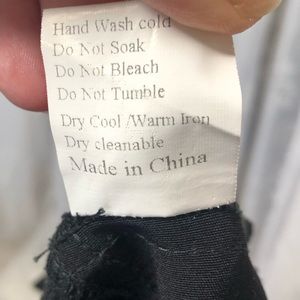 Hand Wash cold
Do Not Soak
Do Not Bleach
Do Not Tumble
Dry Cool /Warm Iron
Dry cleanable
Made in China